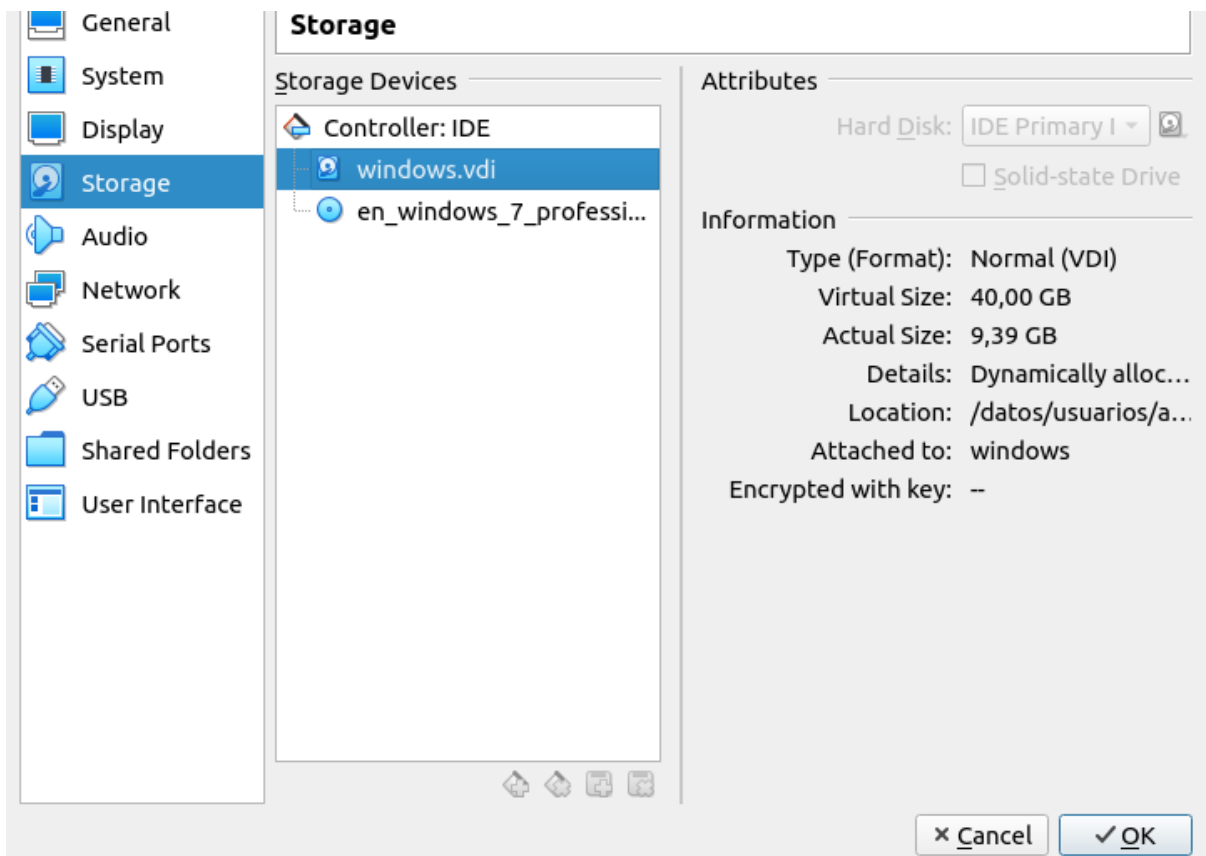 General
System
Display
Storage
Audio
Network
Serial Ports
USB
Shared Folders
User Interface
Storage
Storage Devices
Controller: IDE
windows.vdi
en_windows_7_professi...
Attributes
Hard Disk: IDE Primary I
Solid-state Drive
Information
Type (Format): Normal (VDI)
Virtual Size: 40,00 GB
Actual Size: 9,39 GB
Details: Dynamically alloc...
Location: /datos/usuarios/a...
Attached to: windows
Encrypted with key: --
Cancel
OK